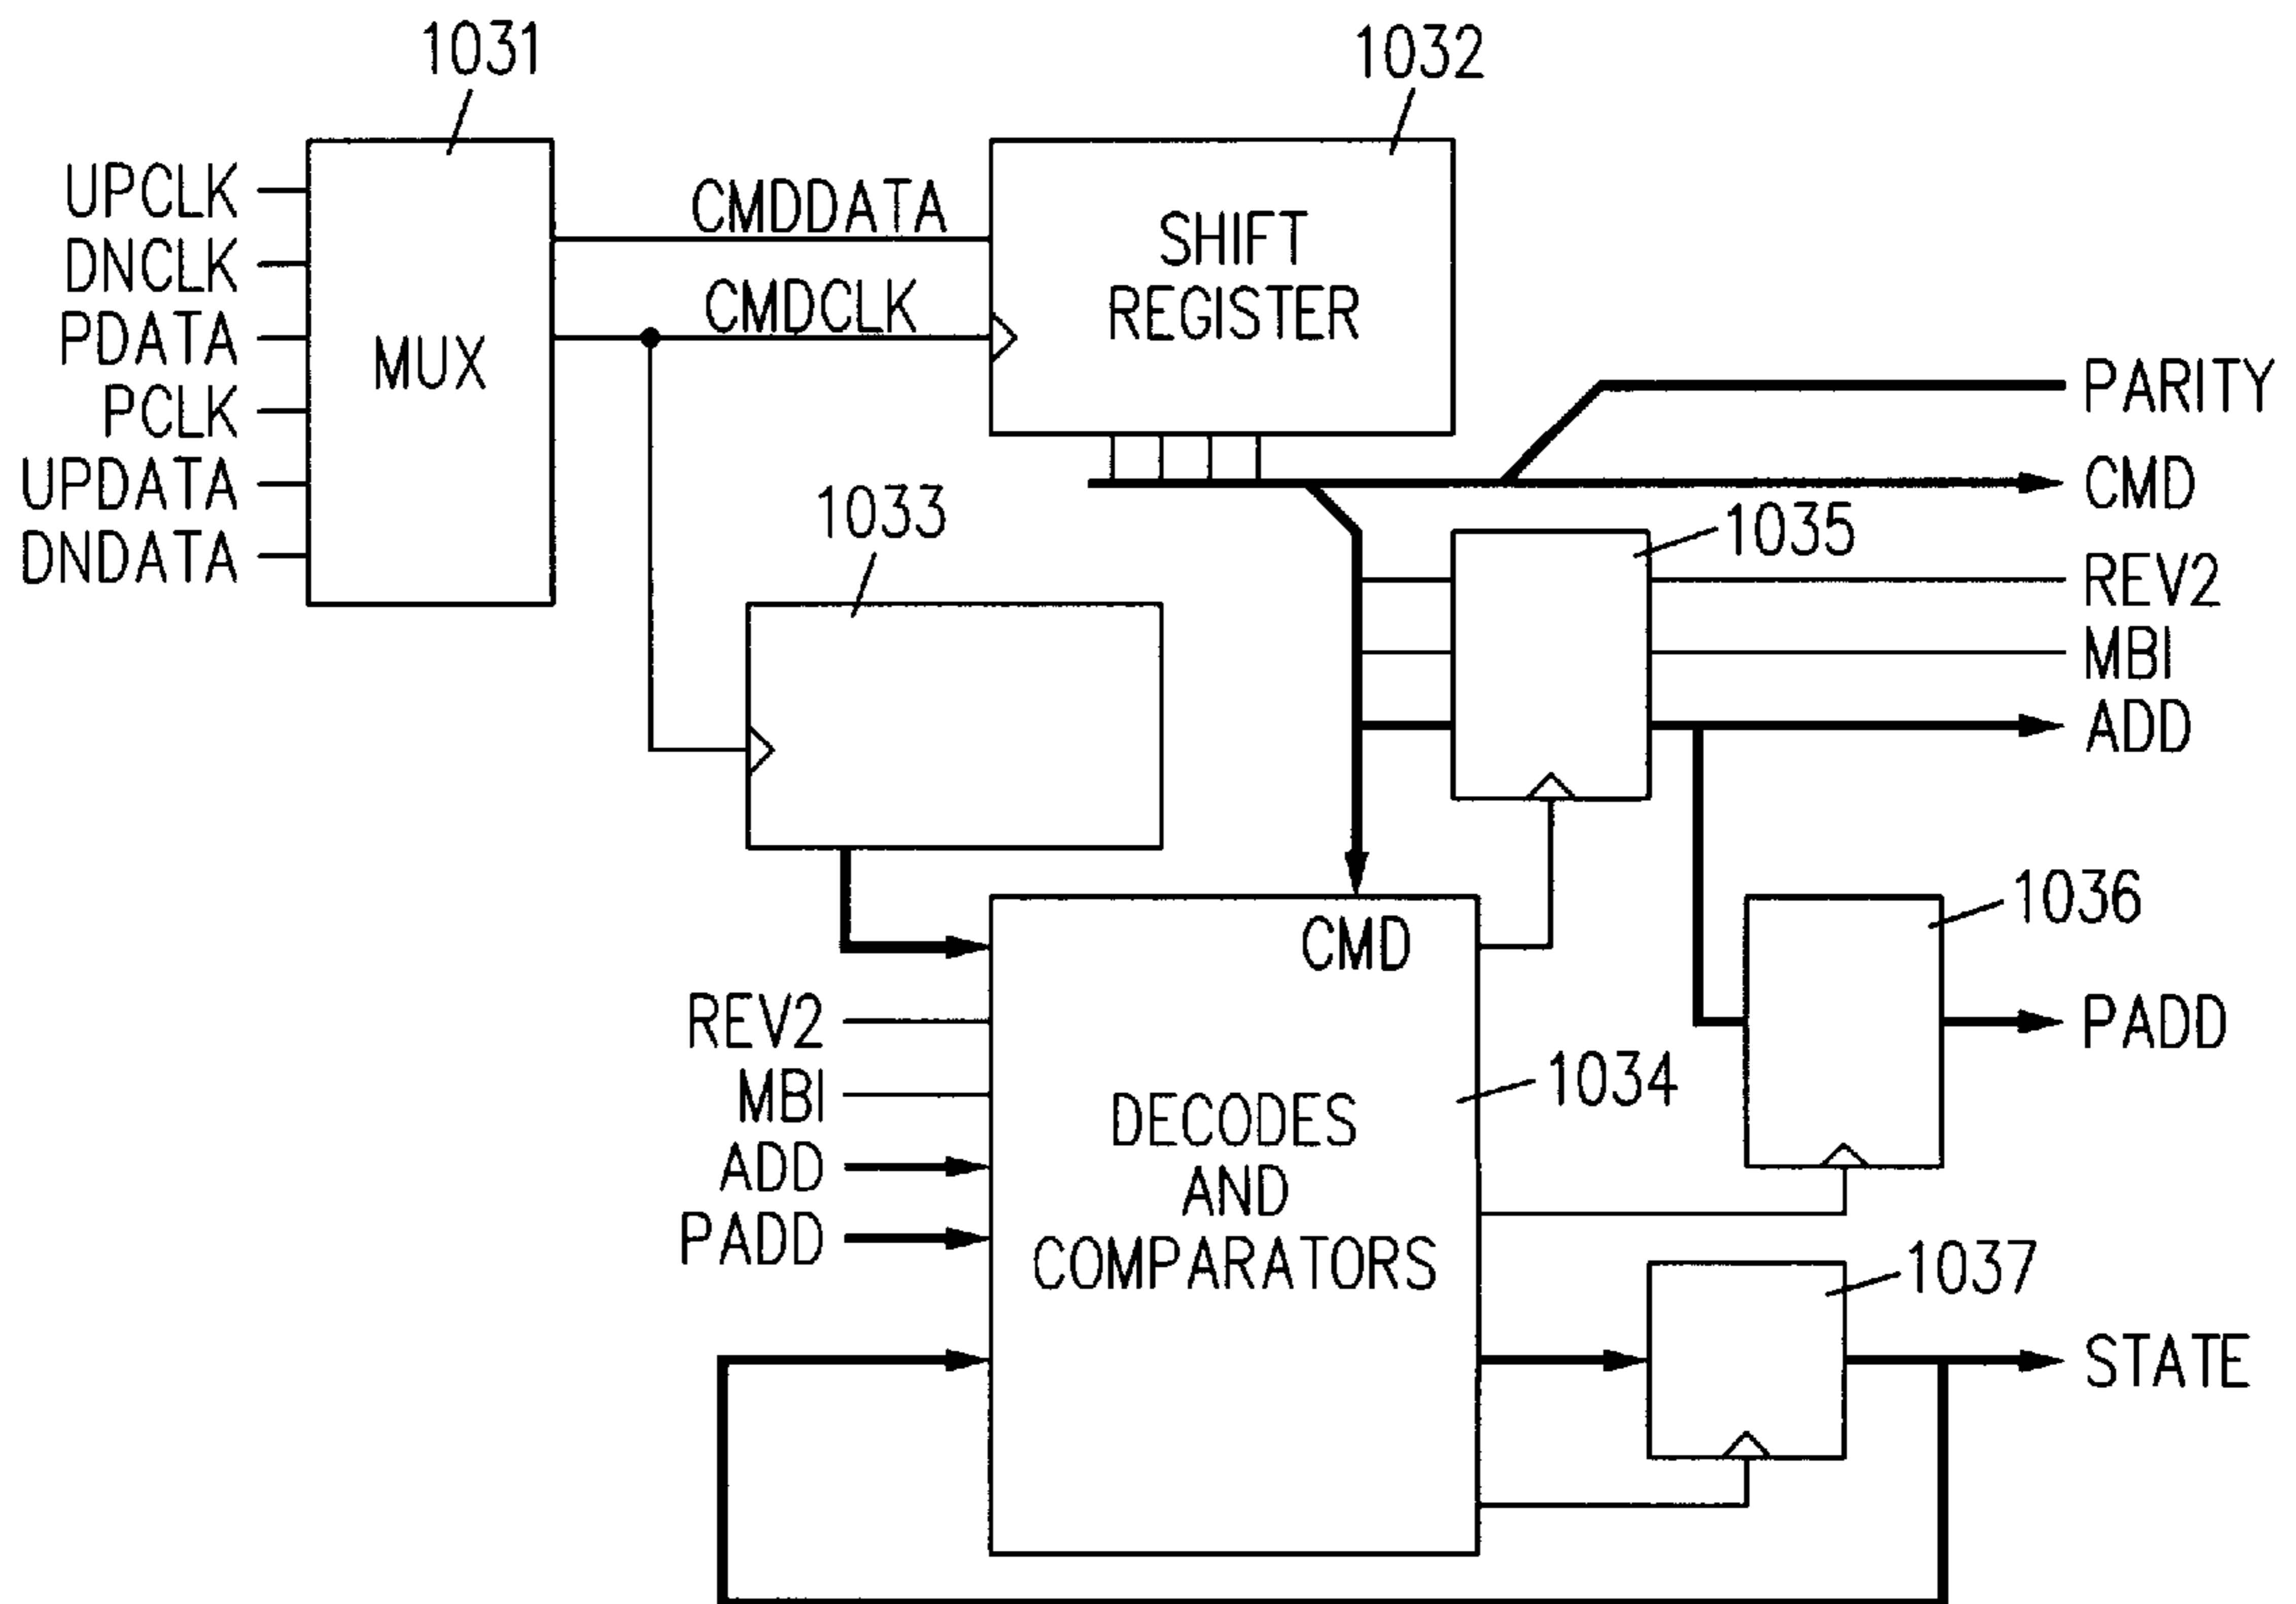 1031
1032
UPCLK
DNCLK
PDATA
PCLK
UPDATA
DNDATA
MUX
CMDDATA
CMDCLK
SHIFT
REGISTER
PARITY
CMD
1033
1035
REV2
MBI
ADD
1036
PADD
CMD
REV2
MBI
ADD
PADD
DECODES
AND
COMPARATORS
1034
1037
STATE